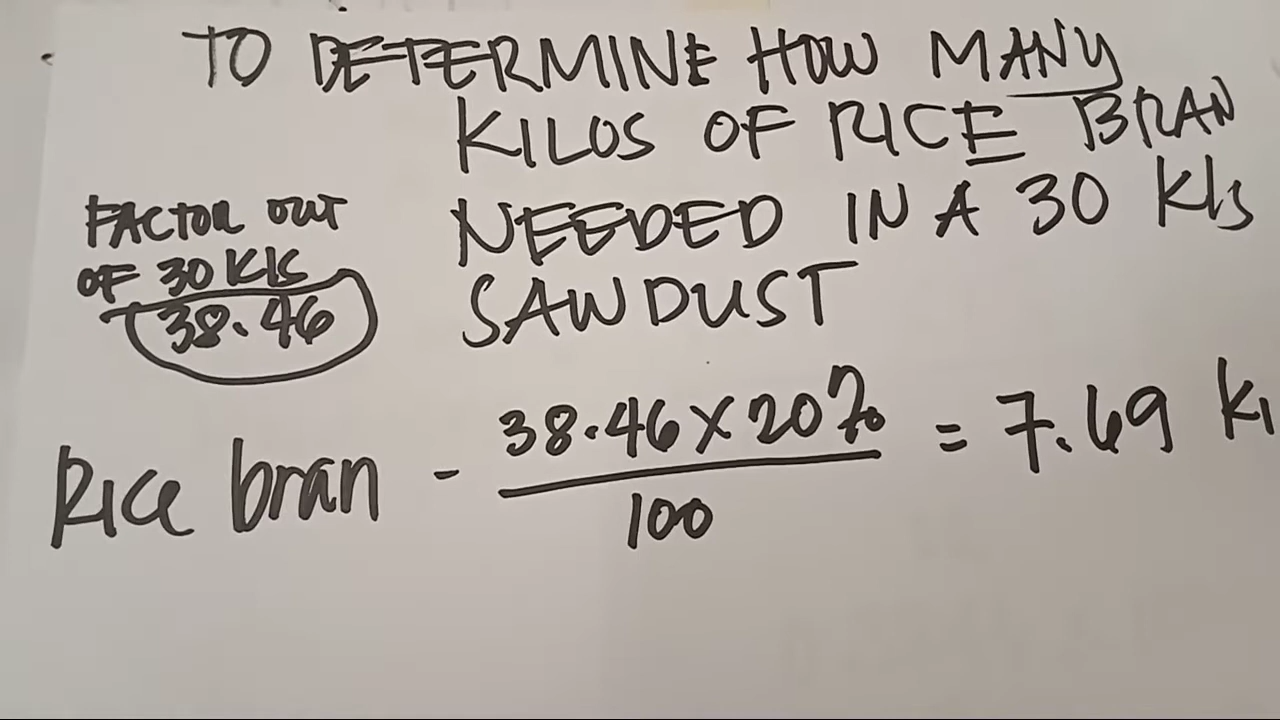 TO DETERMINE HOW MANY
KILOS OF RICE BRAN
NEEDED IN A 30 Kls
SAWDUST
FACTOR OUT
OF 30 Kls
38.46
Rice bran - 38.46 X 20% = 7.69 K
100